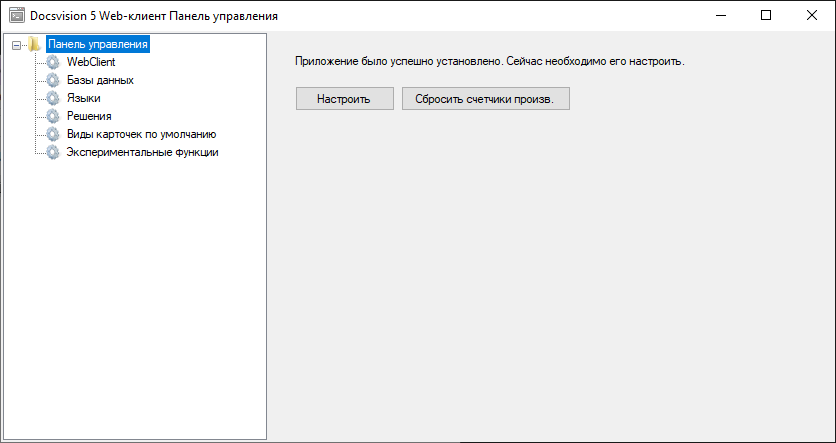 Docsvision 5 Web-клиент Панель управления
Панель управления
WebClient
Базы данных
Языки
Решения
Виды карточек по умолчанию
Экспериментальные функции
Приложение было успешно установлено. Сейчас необходимо его настроить.
Настроить
Сбросить счетчики произв.